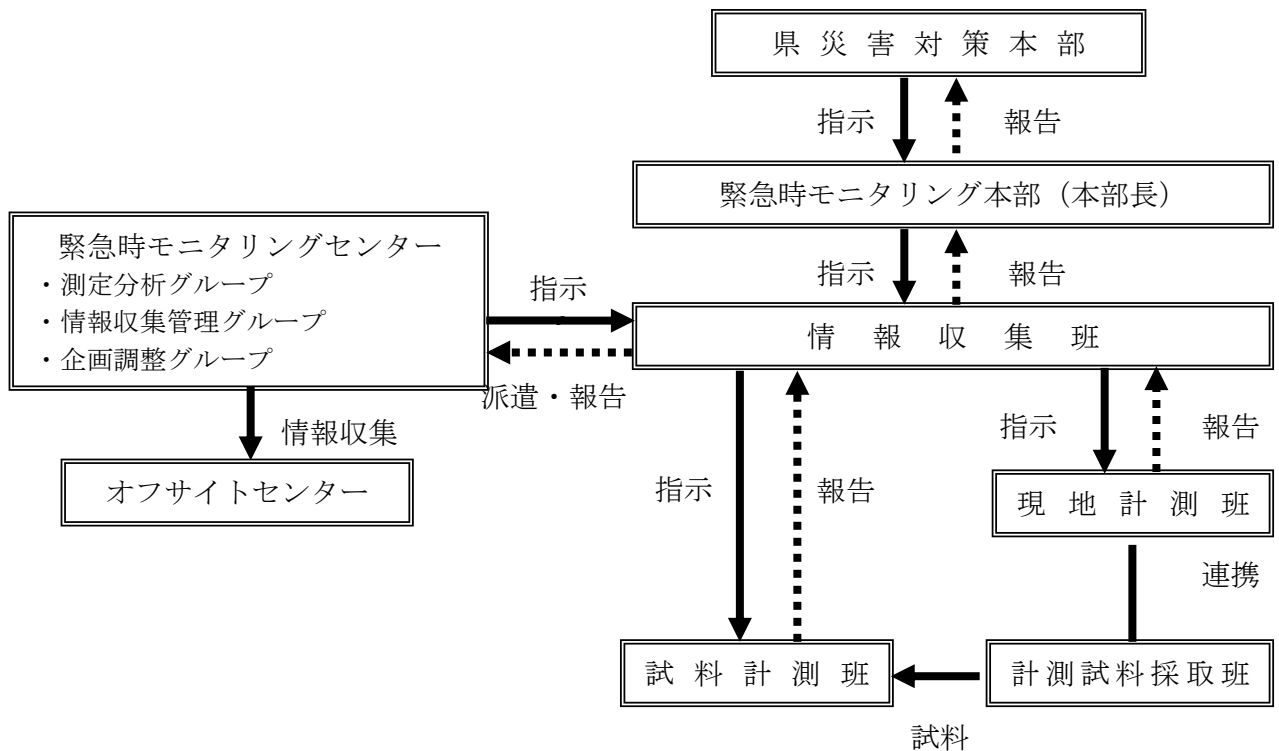 県災害対策本部
指示
報告
緊急時モニタリング本部（本部長）
指示
報告
緊急時モニタリングセンター
・測定分析グループ
・情報収集管理グループ
・企画調整グループ
指示
情報収集班
派遣・報告
情報収集
オフサイトセンター
指示
報告
指示
報告
現地計測班
連携
試料計測班
計測試料採取班
試料